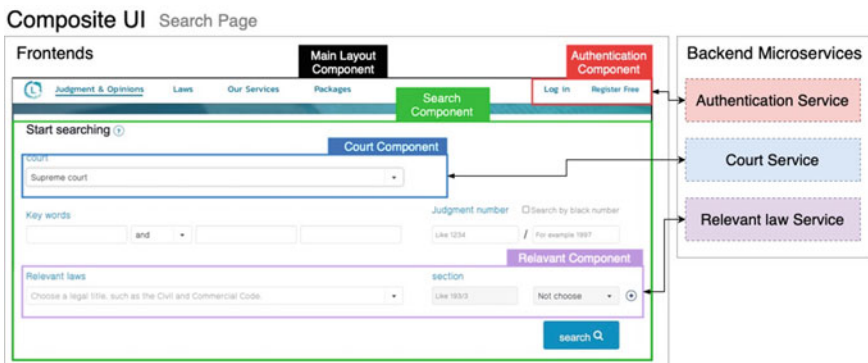 Composite UI Search Page
Frontends
Main Layout
Component
Authentication
Component
Backend Microservices
L
Judgment & Opinions
Laws
Our Services
Packages
Log in
Register Free
Search
Component
Authentication Service
Start searching ?
Court Component
court
Supreme court
Court Service
Key words
Judgment number
Search by black number
and
Like 1234
/
For example 1997
Relevant law Service
Relavant Component
Relevant laws
section
Choose a legal title, such as the Civil and Commercial Code.
Like 193/3
Not choose
search